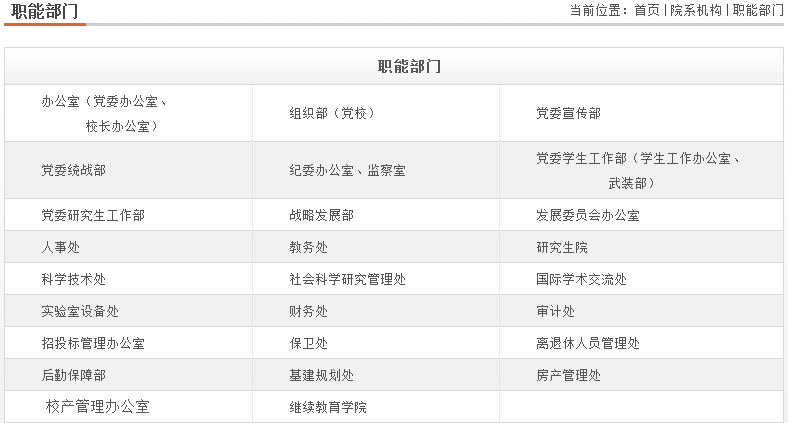 职能部门
当前位置：首页 | 院系机构 | 职能部门
职能部门
办公室（党委办公室、
校长办公室）
组织部（党校）
党委宣传部
党委统战部
纪委办公室、监察室
党委学生工作部（学生工作办公室、
武装部）
党委研究生工作部
战略发展部
发展委员会办公室
人事处
教务处
研究生院
科学技术处
社会科学研究管理处
国际学术交流处
实验室设备处
财务处
审计处
招投标管理办公室
保卫处
离退休人员管理处
后勤保障部
基建规划处
房产管理处
校产管理办公室
继续教育学院